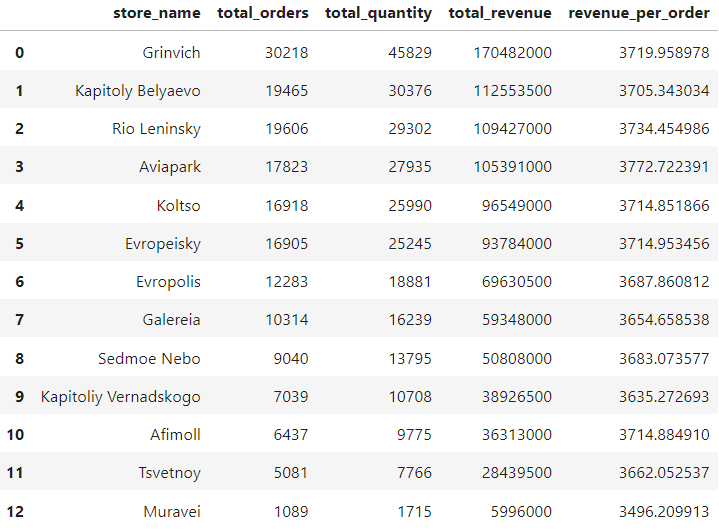 store_name total_orders total_quantity total_revenue revenue_per_order
0 Grinvich 30218 45829 170482000 3719.958978
1 Kapitoly Belyaevo 19465 30376 112553500 3705.343034
2 Rio Leninsky 19606 29302 109427000 3734.454986
3 Aviapark 17823 27935 105391000 3772.722391
4 Koltso 16918 25990 96549000 3714.851866
5 Evropeisky 16905 25245 93784000 3714.953456
6 Evropolis 12283 18881 69630500 3687.860812
7 Galereia 10314 16239 59348000 3654.658538
8 Sedmoe Nebo 9040 13795 50808000 3683.073577
9 Kapitoliy Vernadskogo 7039 10708 38926500 3635.272693
10 Afimoll 6437 9775 36313000 3714.884910
11 Tsvetnoy 5081 7766 28439500 3662.052537
12 Muravei 1089 1715 5996000 3496.209913